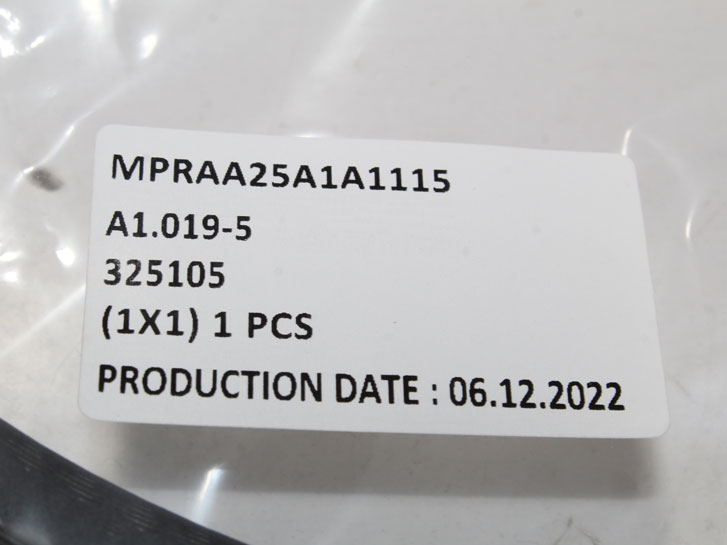 MPRAA25A1A1115
A1.019-5
325105
(1X1) 1 PCS
PRODUCTION DATE : 06.12.2022